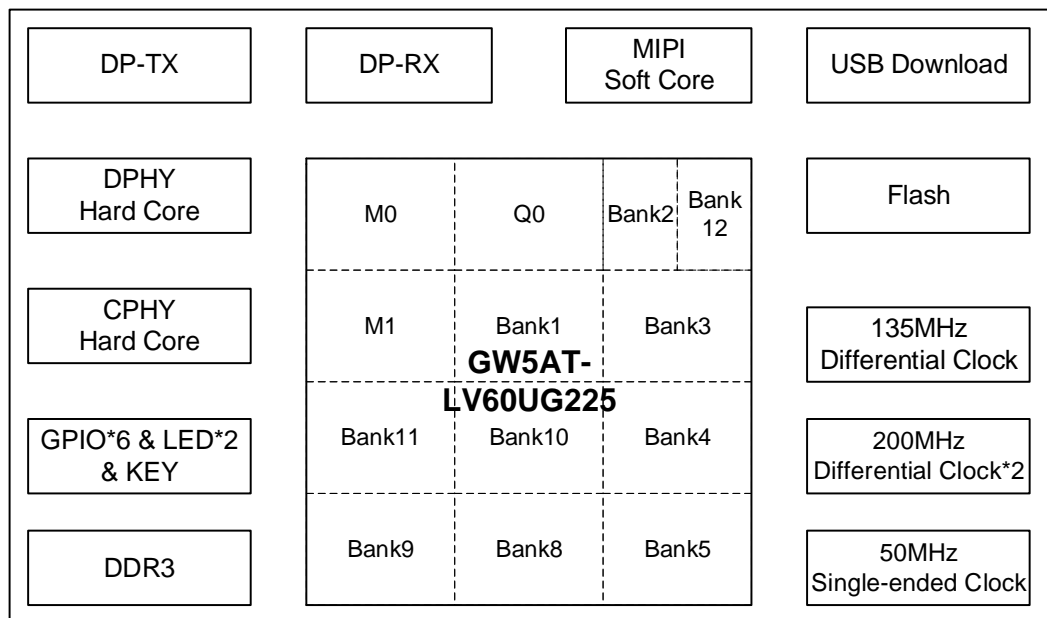 DP-TX
DP-RX
MIPI
Soft Core
USB Download
DPHY
Hard Core
M0
Q0
Bank2
Bank
12
Flash
CPHY
Hard Core
M1
Bank1
Bank3
135MHz
Differential Clock
GW5AT-
LV60UG225
GPIO*6 & LED*2
& KEY
Bank11
Bank10
Bank4
200MHz
Differential Clock*2
DDR3
Bank9
Bank8
Bank5
50MHz
Single-ended Clock